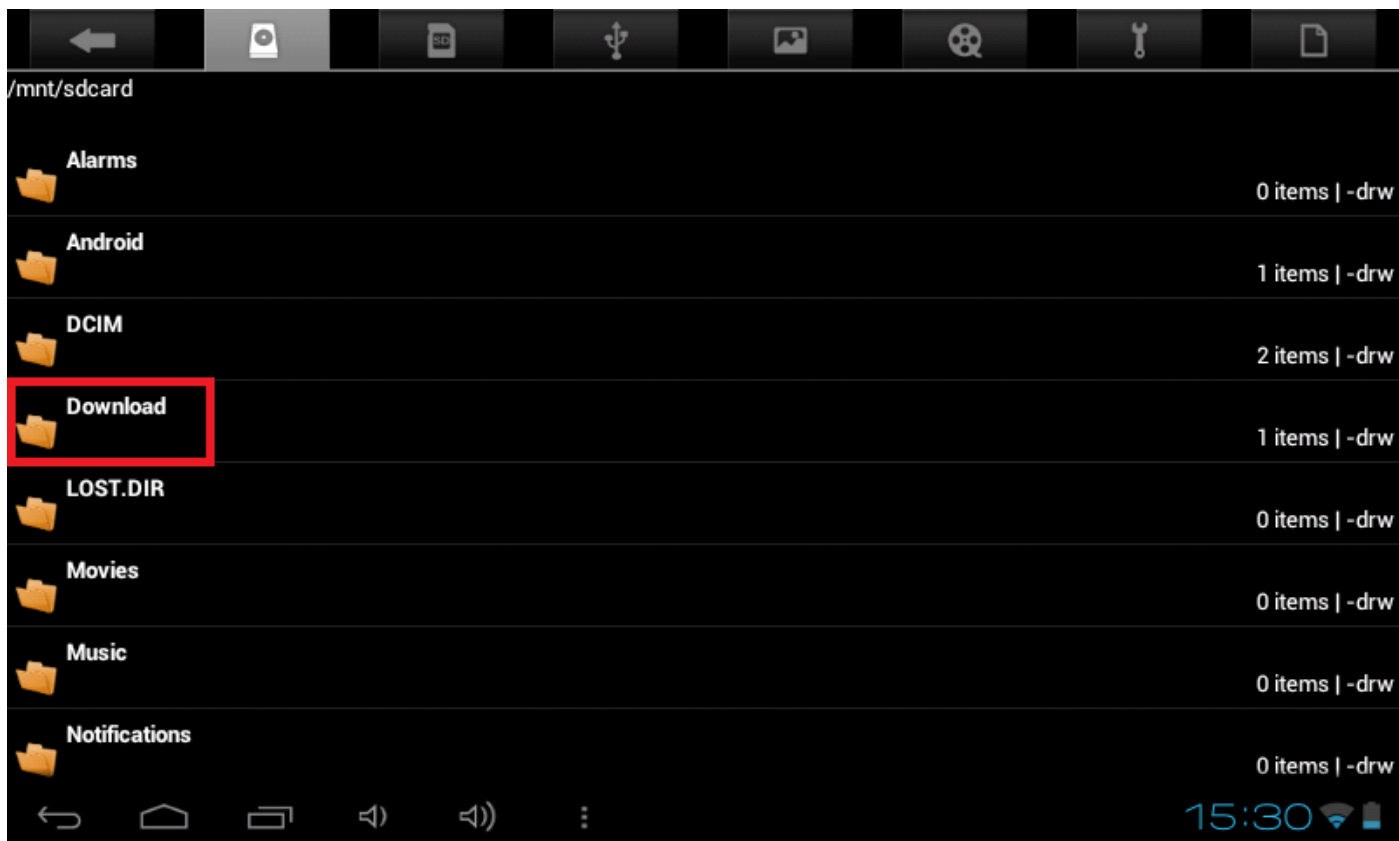 SD
/mnt/sdcard
Alarms
0 items | -drw
Android
1 items | -drw
DCIM
2 items | -drw
Download
1 items | -drw
LOST.DIR
0 items | -drw
Movies
0 items | -drw
Music
0 items | -drw
Notifications
0 items | -drw
15:30